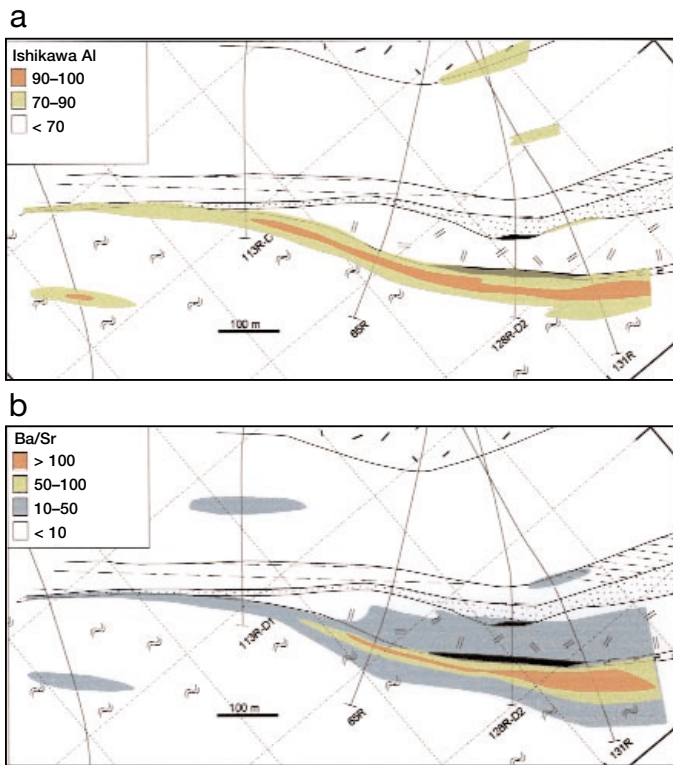 a
Ishikawa Al
90–100
70–90
< 70
113R-D
65R
128R-D2
131R
100 m
b
Ba/Sr
> 100
50–100
10–50
< 10
113R-D1
65R
128R-D2
131R
100 m